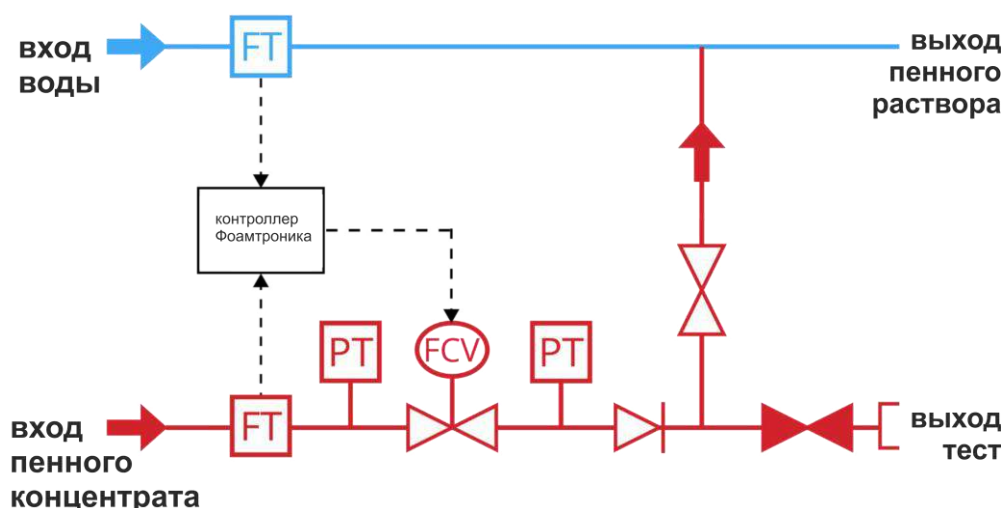 вход
воды
FT
выход
пенного
раствора
контроллер
Фоамтроника
PT
FCV
PT
вход
пенного
концентрата
FT
выход
тест